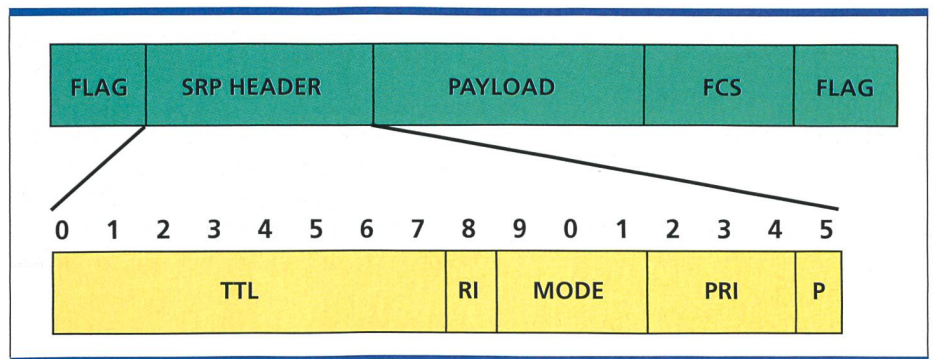 FLAG SRP HEADER PAYLOAD FCS FLAG
0 1 2 3 4 5 6 7 8 9 0 1 2 3 4 5
TTL RI MODE PRI P